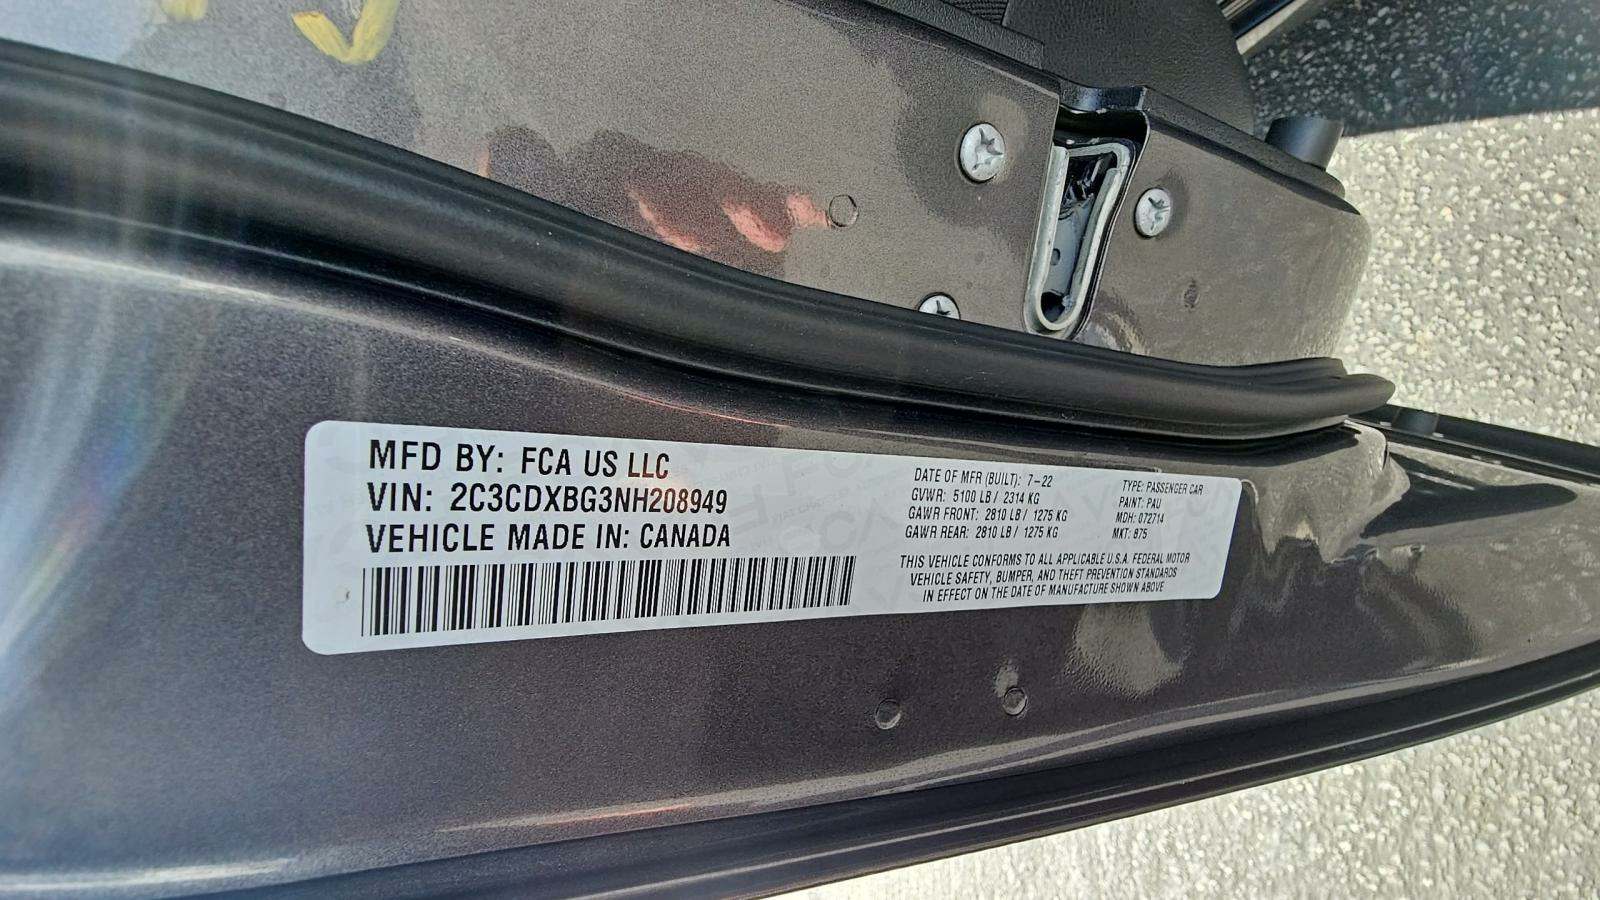 MFD BY: FCA US LLC
VIN: 2C3CDXBG3NH208949
VEHICLE MADE IN: CANADA
DATE OF MFR (BUILT): 7-22
GVWR: 5100 LB / 2314 KG
GAWR FRONT: 2810 LB / 1275 KG
GAWR REAR: 2810 LB / 1275 KG
TYPE: PASSENGER CAR
PAINT: PAU
MDH: 072714
MKT: 875
THIS VEHICLE CONFORMS TO ALL APPLICABLE U.S.A. FEDERAL MOTOR
VEHICLE SAFETY, BUMPER, AND THEFT PREVENTION STANDARDS
IN EFFECT ON THE DATE OF MANUFACTURE SHOWN ABOVE